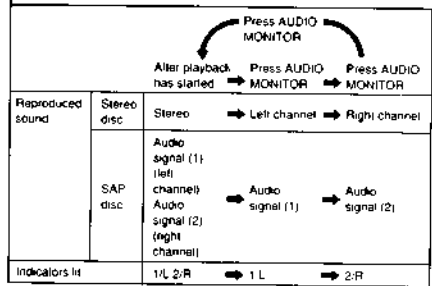 Press AUDIO
MONITOR
After playback has started Press AUDIO MONITOR Press AUDIO MONITOR
Reproduced sound
Stereo disc
Stereo
Left channel
Right channel
SAP disc
Audio
signal (1)
(left
channel)
Audio
signal (2)
(right
channel)
Audio
signal (1)
Audio
signal (2)
Indicators lit
1/L 2/R
1 L
2/R